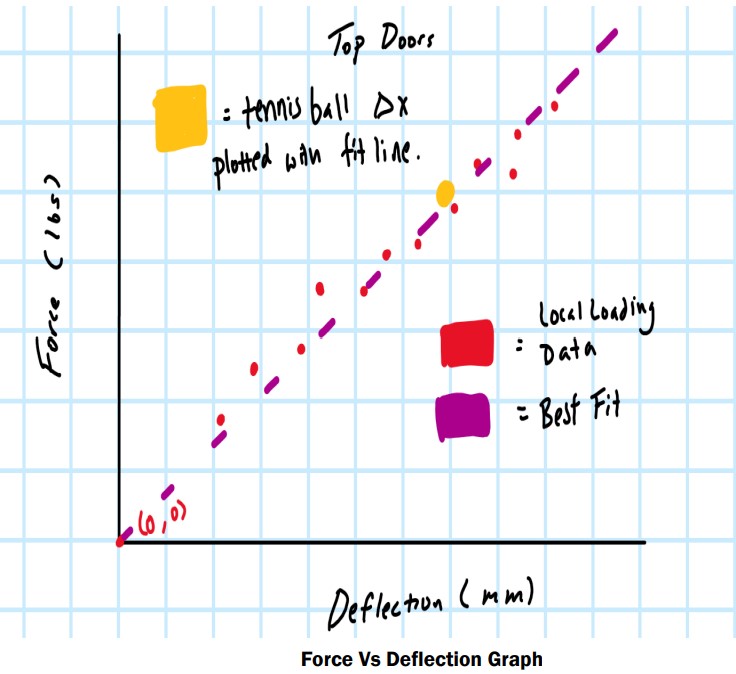 Top Doors
= tennis ball Δx
plotted with fit line.
Force (lbs)
Local Loading
= Data
= Best Fit
(0,0)
Deflection (mm)
Force Vs Deflection Graph